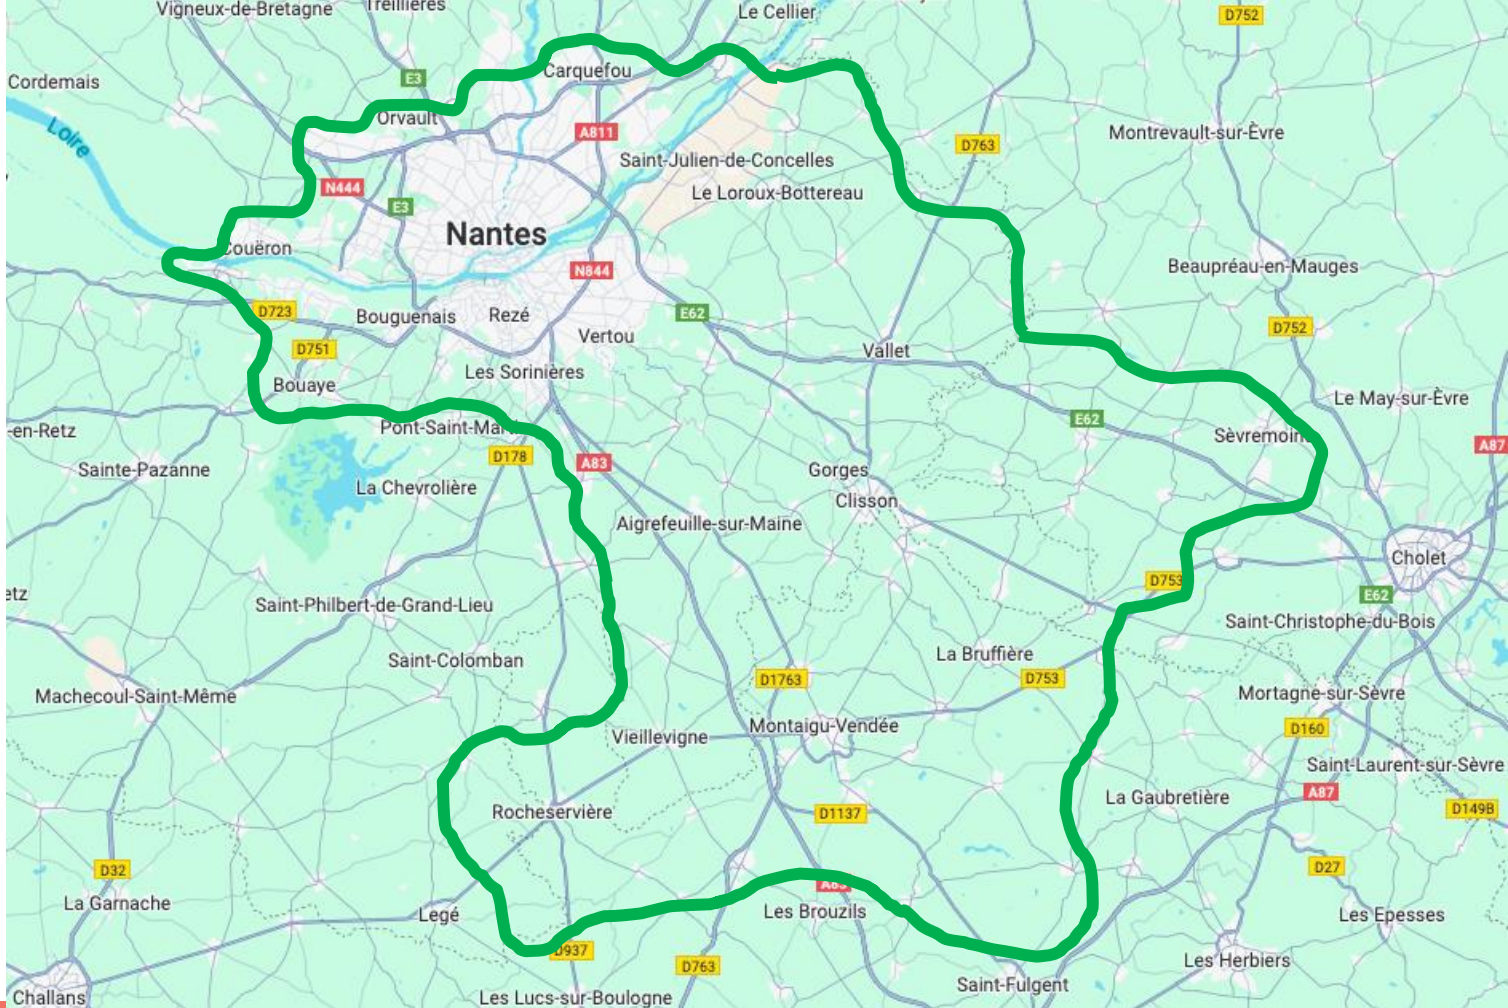 Vigneux-de-Bretagne
Treillières
Le Cellier
D752
Cordemais
E3
Carquefou
Loire
Orvault
A811
Montrevault-sur-Èvre
D763
Saint-Julien-de-Concelles
N444
Le Loroux-Bottereau
E3
Nantes
Couëron
N844
Beaupréau-en-Mauges
D723
Bouguenais
Rezé
E62
D752
Vertou
D751
Vallet
Les Sorinières
Bouaye
Le May-sur-Èvre
E62
-en-Retz
Pont-Saint-Mar
Sèvremoin
A87
D178
A83
Sainte-Pazanne
Gorges
La Chevrolière
Clisson
Aigrefeuille-sur-Maine
Cholet
D753
etz
E62
Saint-Philbert-de-Grand-Lieu
Saint-Christophe-du-Bois
Saint-Colomban
La Bruffière
D1763
D753
Machecoul-Saint-Même
Mortagne-sur-Sèvre
Montaigu-Vendée
D160
Vieillevigne
Saint-Laurent-sur-Sèvre
A87
La Gaubretière
Rocheservière
D1137
D149B
D32
D27
A83
La Garnache
Legé
Les Brouzils
Les Epesses
D937
D763
Les Herbiers
Saint-Fulgent
Challans
Les Lucs-sur-Boulogne